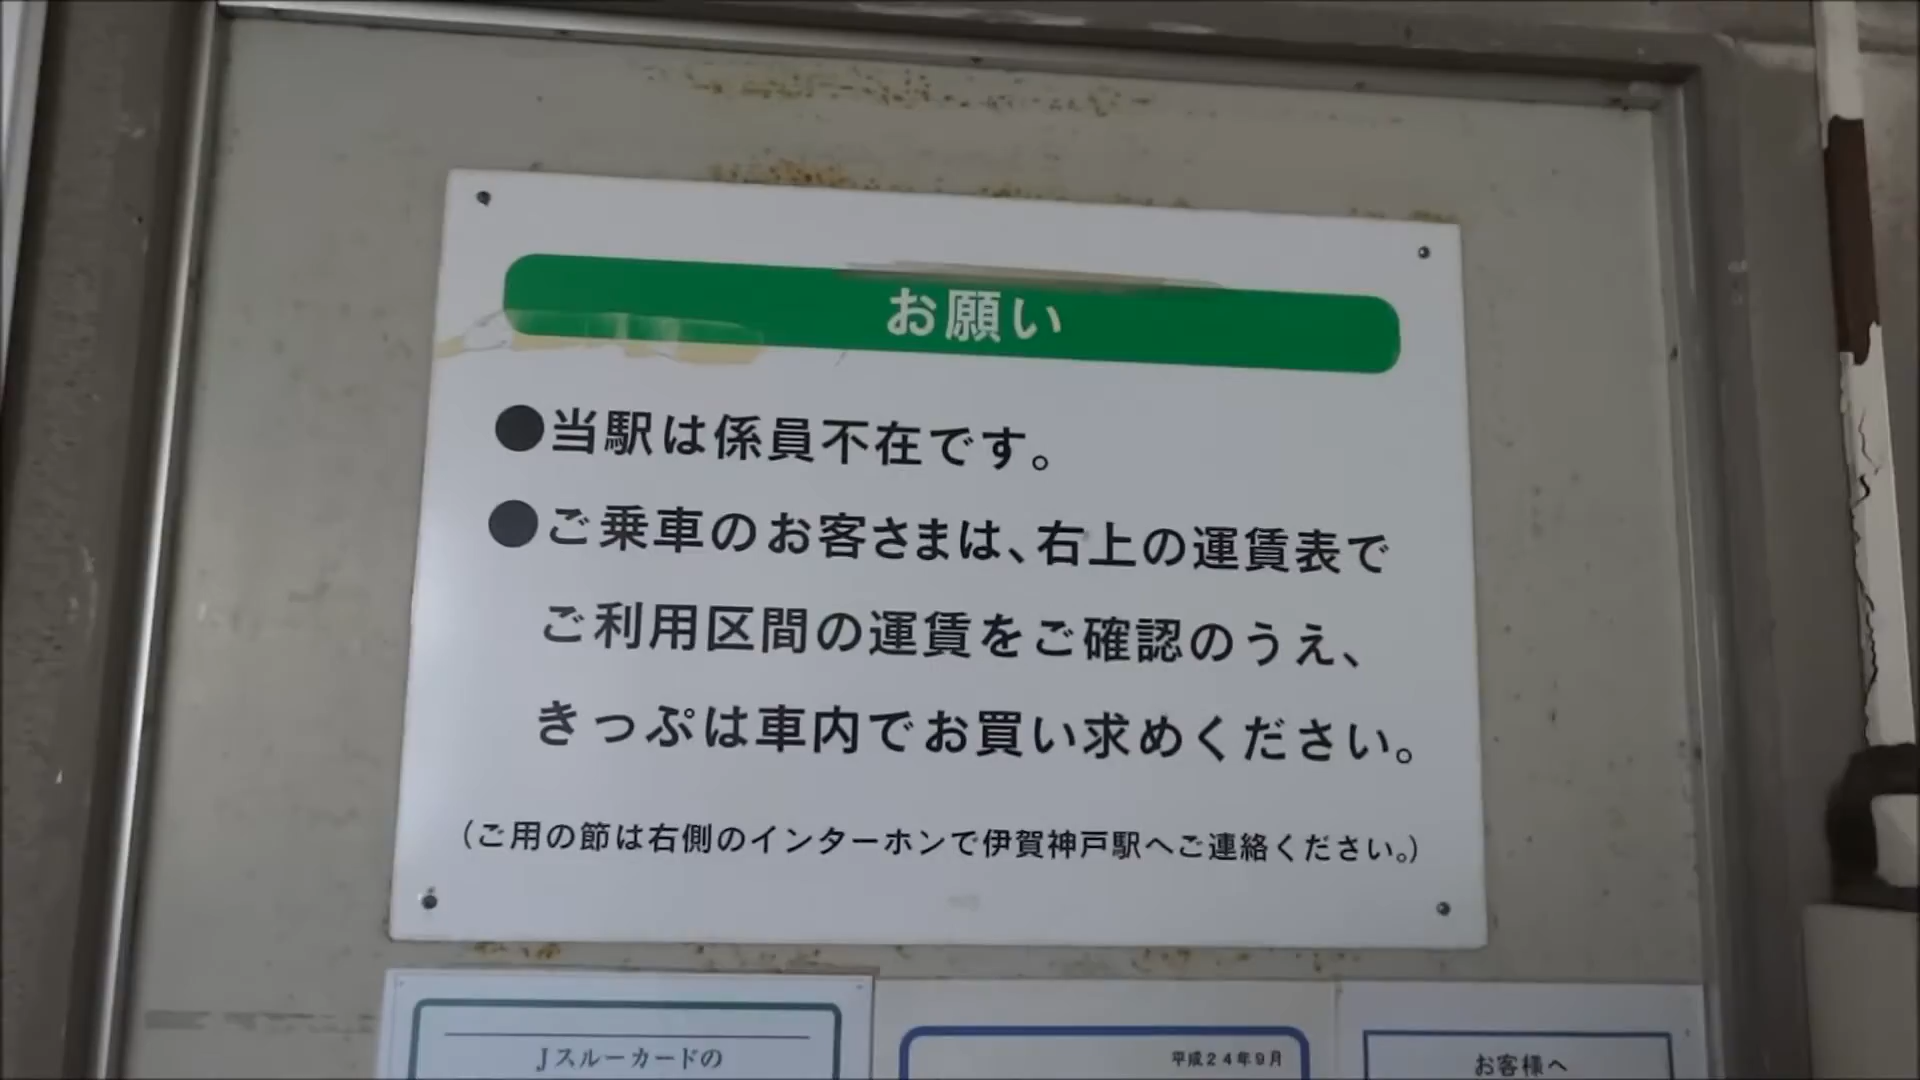 お願い
●当駅は係員不在です。
●ご乗車のお客さまは、右上の運賃表で
ご利用区間の運賃をご確認のうえ、
きっぷは車内でお買い求めください。
（ご用の節は右側のインターホンで伊賀神戸駅へご連絡ください。）
Jスルーカードの
平成24年9月
お客様へ